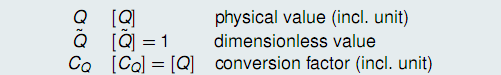 Q [Q] physical value (incl. unit)
Q̃ [Q̃] = 1 dimensionless value
C_Q [C_Q] = [Q] conversion factor (incl. unit)